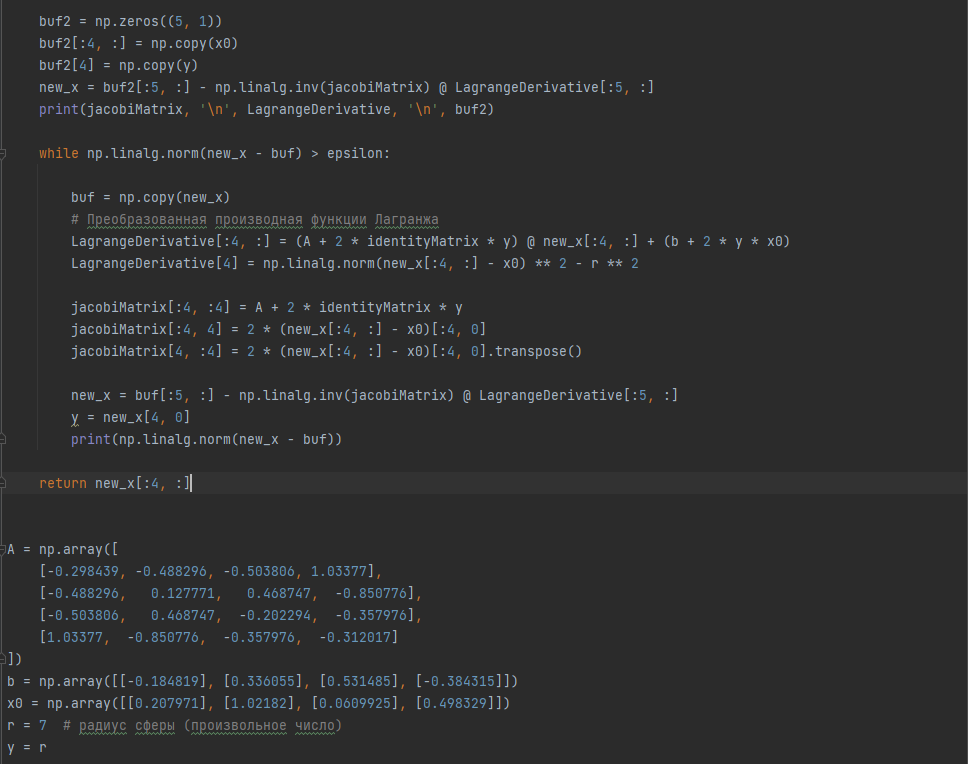 buf2 = np.zeros((5, 1))
buf2[:4, :] = np.copy(x0)
buf2[4] = np.copy(y)
new_x = buf2[:5, :] - np.linalg.inv(jacobiMatrix) @ LagrangeDerivative[:5, :]
print(jacobiMatrix, '\n', LagrangeDerivative, '\n', buf2)
while np.linalg.norm(new_x - buf) > epsilon:
buf = np.copy(new_x)
# Преобразованная производная функции Лагранжа
LagrangeDerivative[:4, :] = (A + 2 * identityMatrix * y) @ new_x[:4, :] + (b + 2 * y * x0)
LagrangeDerivative[4] = np.linalg.norm(new_x[:4, :] - x0) ** 2 - r ** 2
jacobiMatrix[:4, :4] = A + 2 * identityMatrix * y
jacobiMatrix[:4, 4] = 2 * (new_x[:4, :] - x0)[:4, 0]
jacobiMatrix[4, :4] = 2 * (new_x[:4, :] - x0)[:4, 0].transpose()
new_x = buf[:5, :] - np.linalg.inv(jacobiMatrix) @ LagrangeDerivative[:5, :]
y = new_x[4, 0]
print(np.linalg.norm(new_x - buf))
return new_x[:4, :]
A = np.array([
[-0.298439, -0.488296, -0.503806, 1.03377],
[-0.488296, 0.127771, 0.468747, -0.850776],
[-0.503806, 0.468747, -0.202294, -0.357976],
[1.03377, -0.850776, -0.357976, -0.312017]
])
b = np.array([[-0.184819], [0.336055], [0.531485], [-0.384315]])
x0 = np.array([[0.207971], [1.02182], [0.0609925], [0.498329]])
r = 7 # радиус сферы (произвольное число)
y = r